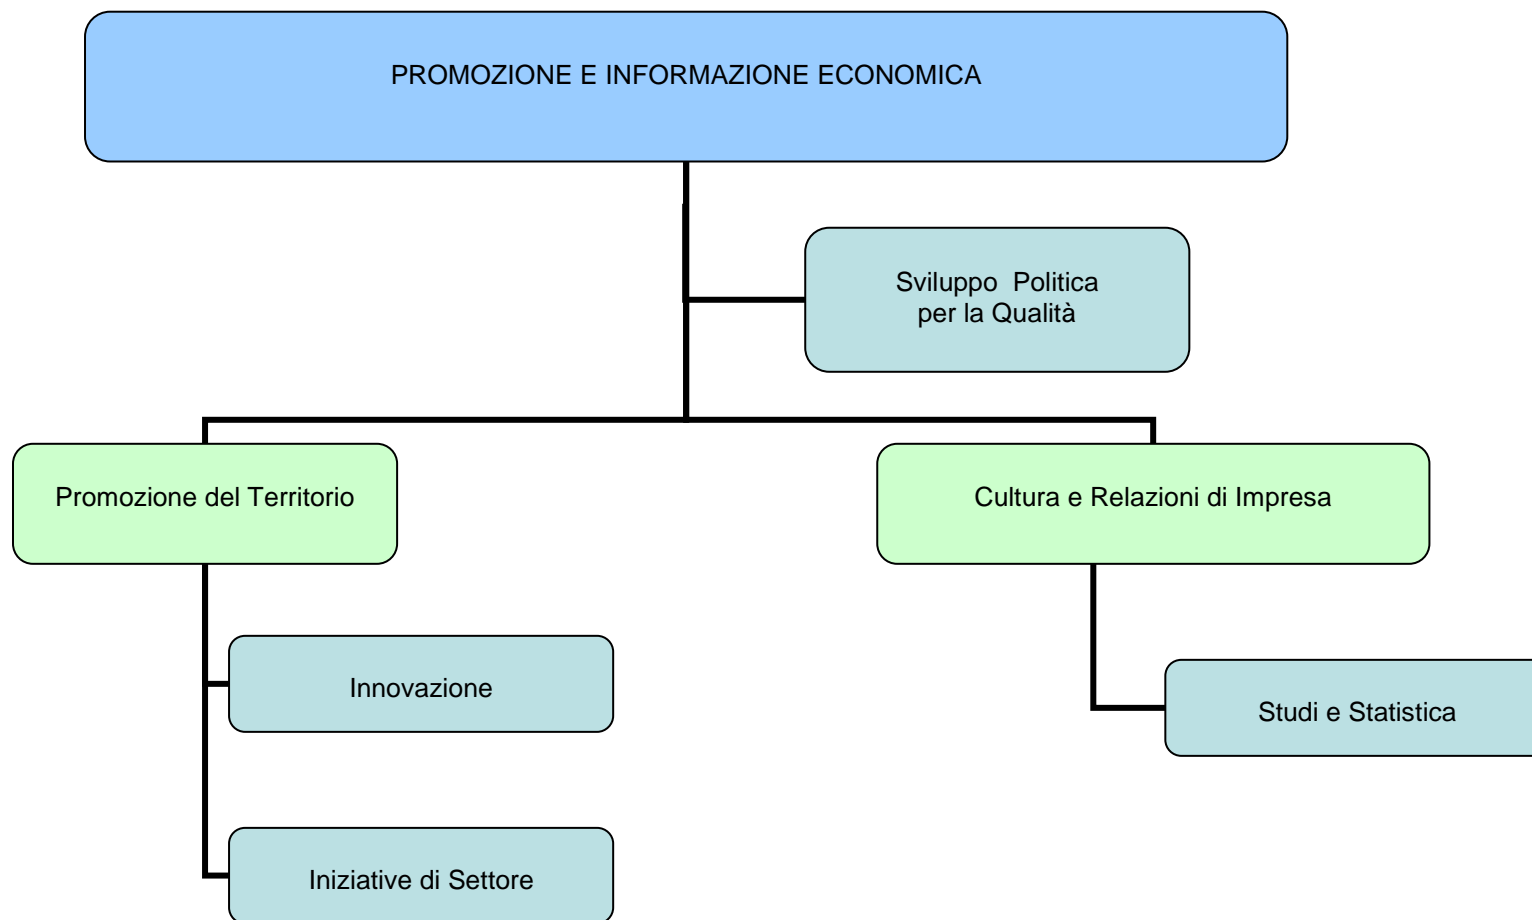 PROMOZIONE E INFORMAZIONE ECONOMICA
Sviluppo  Politica
per la Qualità
Promozione del Territorio
Cultura e Relazioni di Impresa
Innovazione
Studi e Statistica
Iniziative di Settore